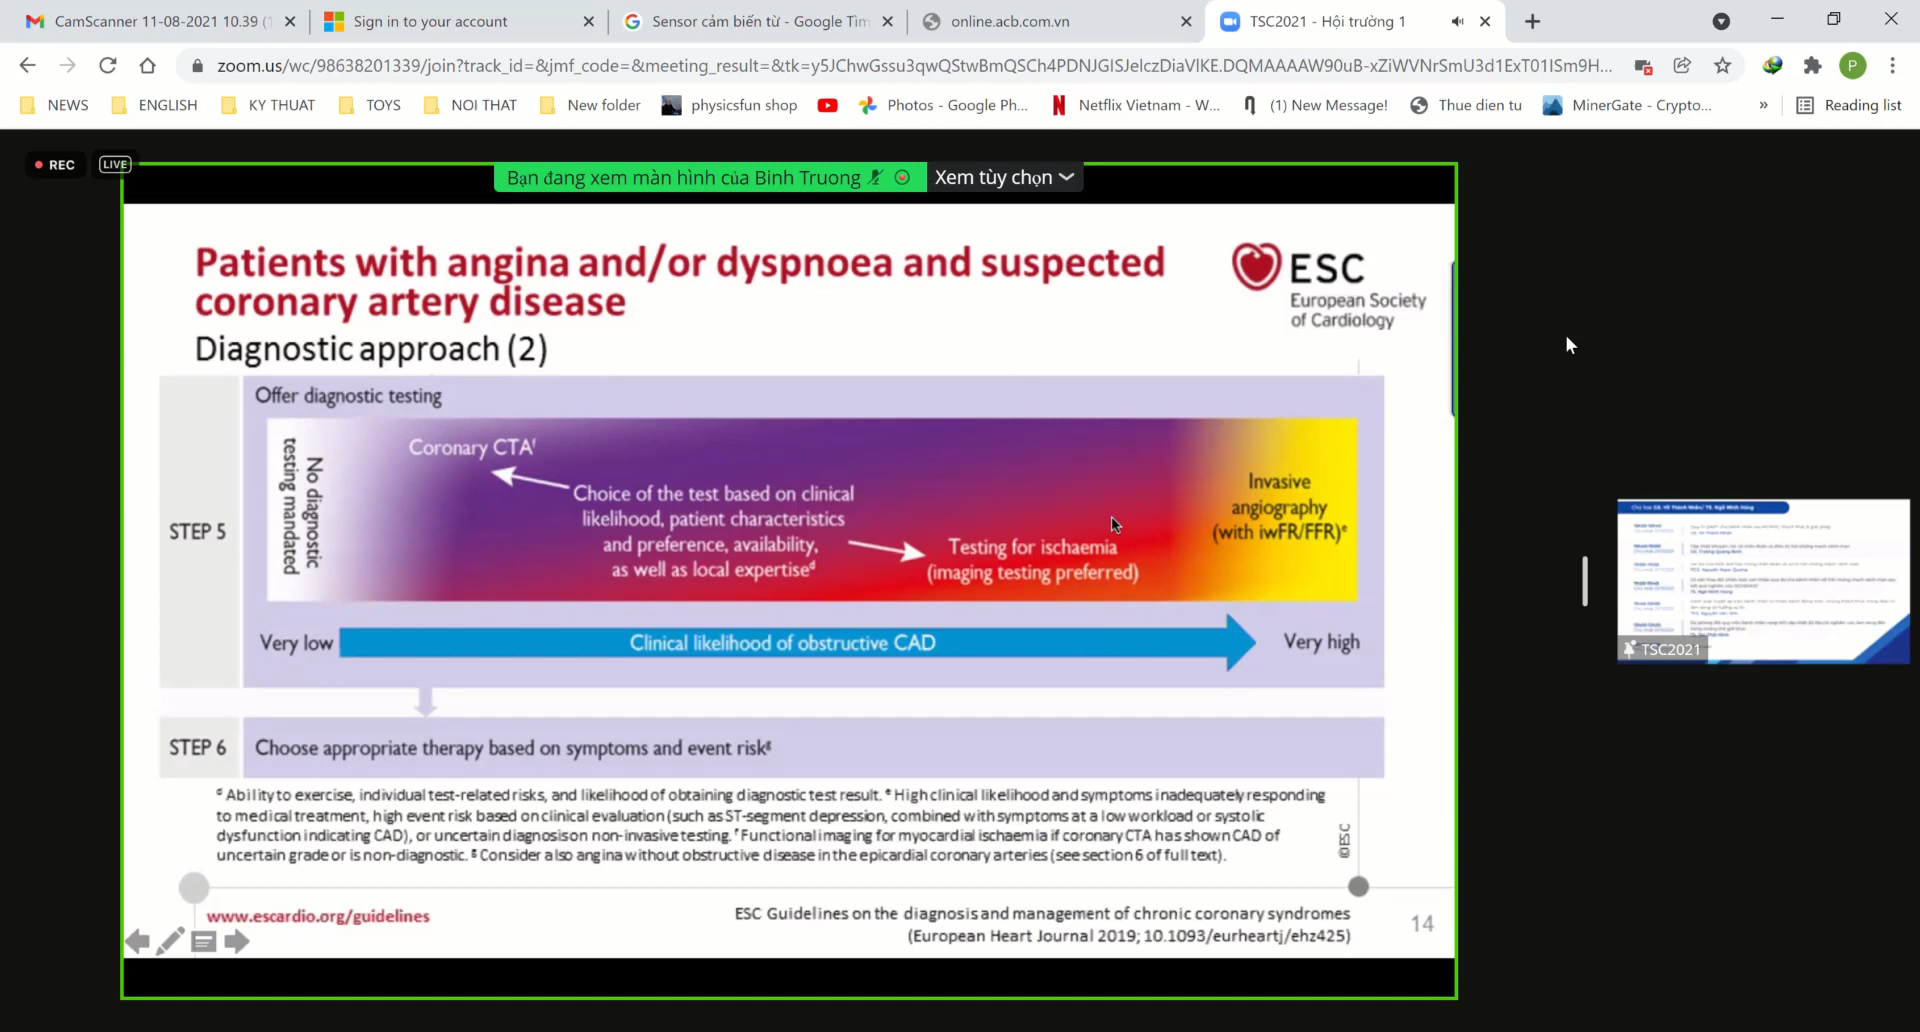 CamScanner 11-08-2021 10.39
Sign in to your account
Sensor cảm biến từ - Google Tìm
online.acb.com.vn
TSC2021 - Hội trường 1
zoom.us/wc/98638201339/join?track_id=&jmf_code=&meeting_result=&tk=y5JChwGssu3qwQStwBmQSCh4PDNJGISJelczDiaVlKE.DQMAAAAW90uB-xZiWVNrSmU3d1ExT01ISm9H...
P
NEWS
ENGLISH
KY THUAT
TOYS
NOI THAT
New folder
physicsfun shop
Photos - Google Ph...
Netflix Vietnam - W...
(1) New Message!
Thue dien tu
MinerGate - Crypto...
»
Reading list
REC
LIVE
Bạn đang xem màn hình của Binh Truong
Xem tùy chọn
Patients with angina and/or dyspnoea and suspected
coronary artery disease
Diagnostic approach (2)
ESC
European Society
of Cardiology
STEP 5
Offer diagnostic testing
No diagnostic
testing mandated
Coronary CTAᶠ
Choice of the test based on clinical
likelihood, patient characteristics
and preference, availability,
as well as local expertiseᵈ
Testing for ischaemia
(imaging testing preferred)
Invasive
angiography
(with iwFR/FFR)ᵉ
Very low
Clinical likelihood of obstructive CAD
Very high
STEP 6
Choose appropriate therapy based on symptoms and event riskᵍ
ᵈ Ability to exercise, individual test-related risks, and likelihood of obtaining diagnostic test result. ᵉ High clinical likelihood and symptoms inadequately responding
to medical treatment, high event risk based on clinical evaluation (such as ST-segment depression, combined with symptoms at a low workload or systolic
dysfunction indicating CAD), or uncertain diagnosis on non-invasive testing. ᶠ Functional imaging for myocardial ischaemia if coronary CTA has shown CAD of
uncertain grade or is non-diagnostic. ᵍ Consider also angina without obstructive disease in the epicardial coronary arteries (see section 6 of full text).
©ESC
www.escardio.org/guidelines
ESC Guidelines on the diagnosis and management of chronic coronary syndromes
(European Heart Journal 2019; 10.1093/eurheartj/ehz425)
14
TSC2021